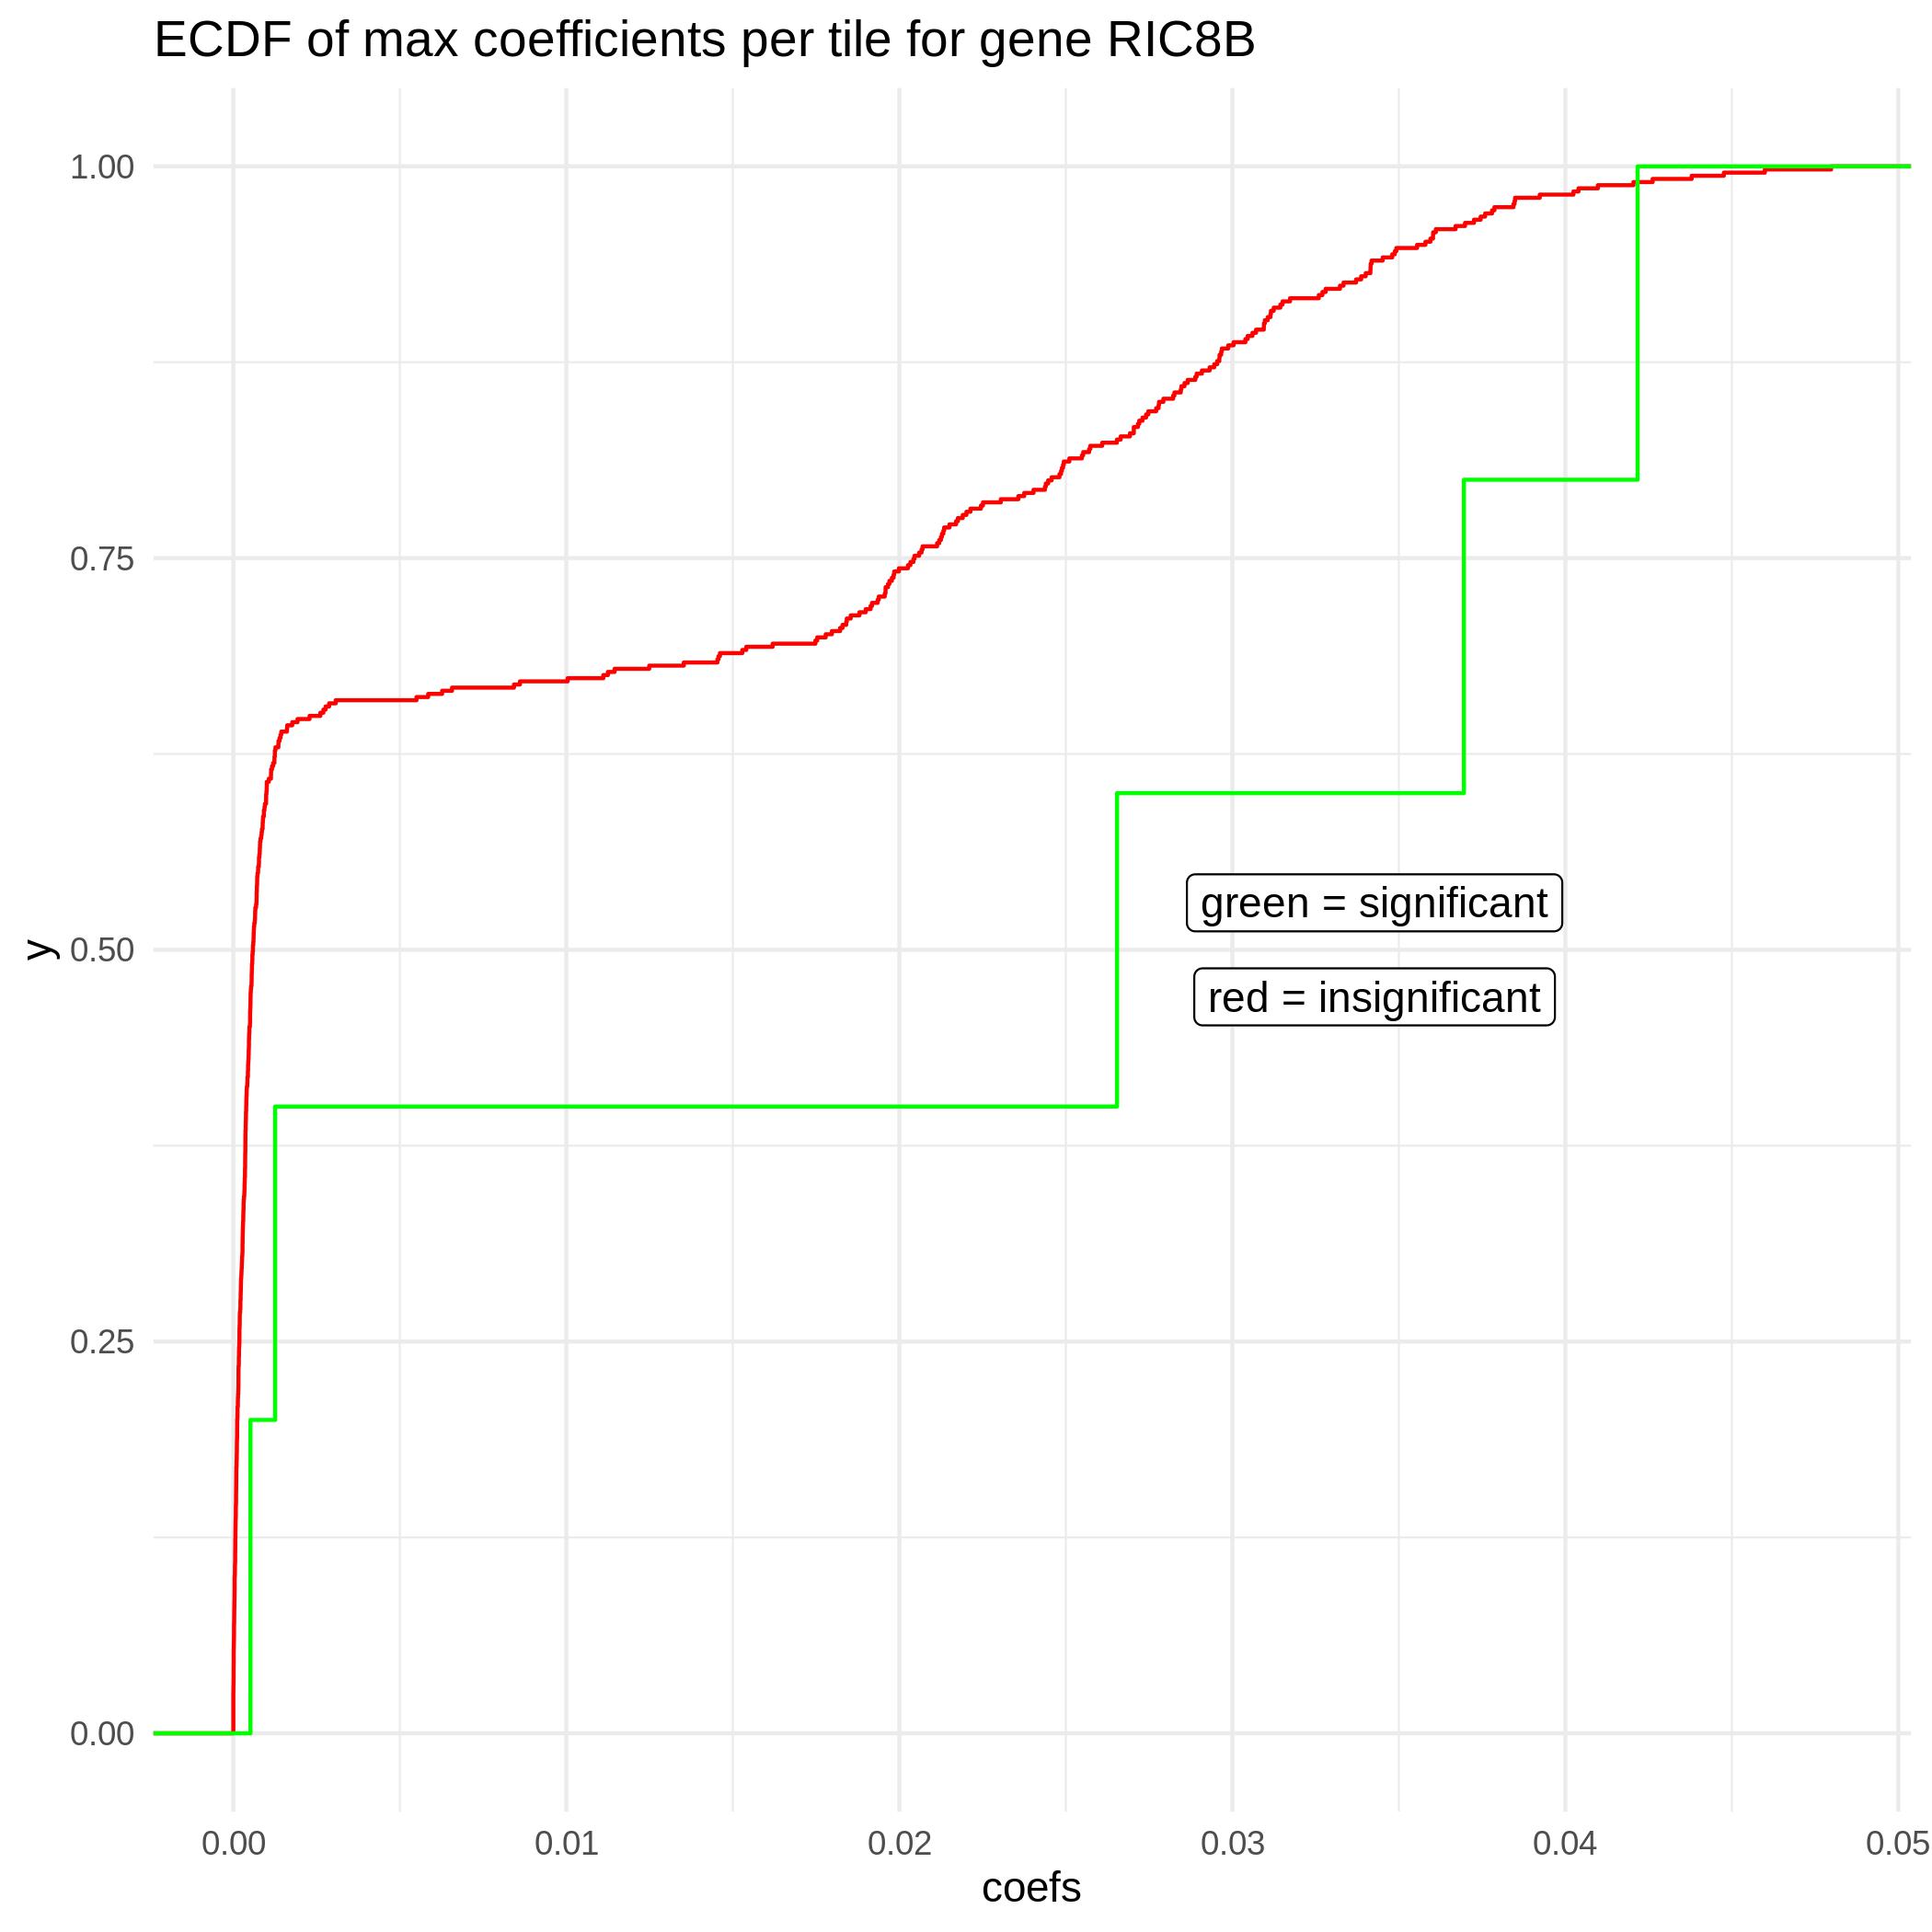 ECDF of max coefficients per tile for gene RIC8B
1.00
0.75
0.50
0.25
0.00
y
green = significant
red = insignificant
0.00 0.01 0.02 0.03 0.04 0.05
coefs